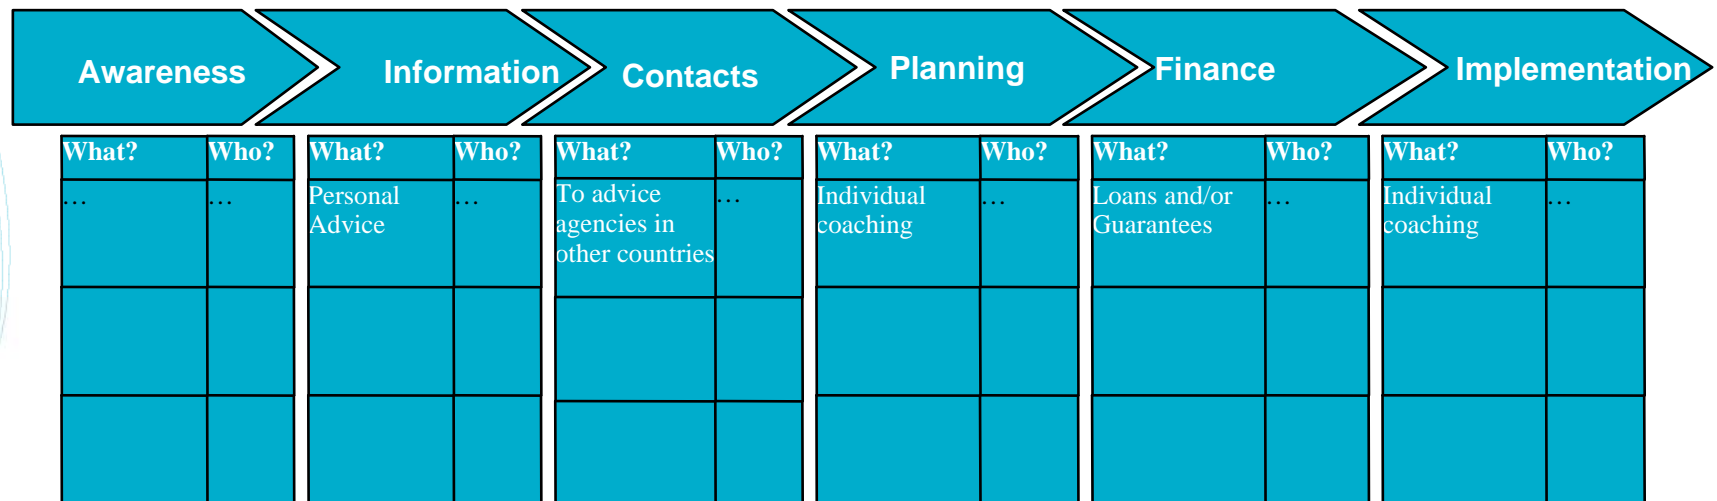 Awareness
Information
Contacts
Planning
Finance
Implementation
What? Who?
… …
What? Who?
Personal …
Advice
What? Who?
To advice …
agencies in
other countries
What? Who?
Individual …
coaching
What? Who?
Loans and/or …
Guarantees
What? Who?
Individual …
coaching